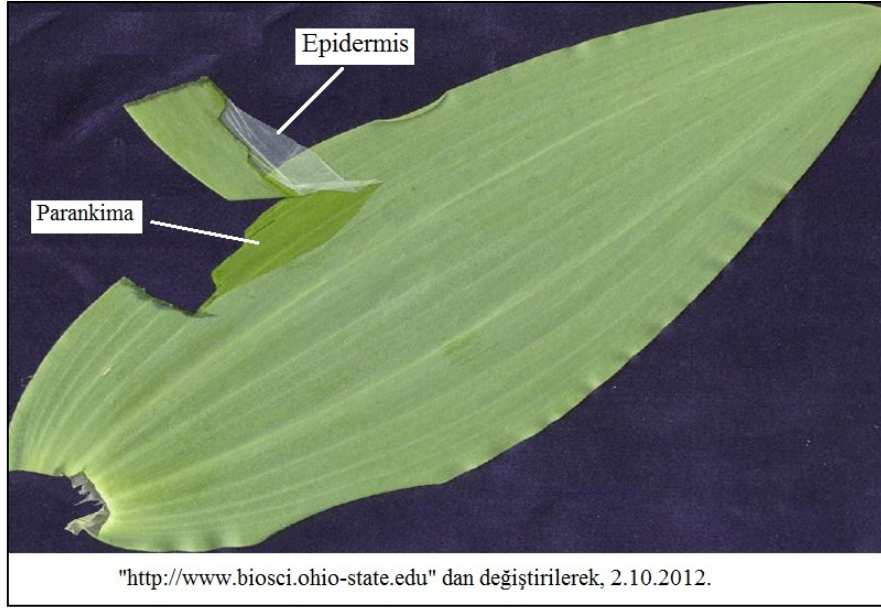 Epidermis
Parankima
"http://www.biosci.ohio-state.edu" dan değiştirilerek, 2.10.2012.